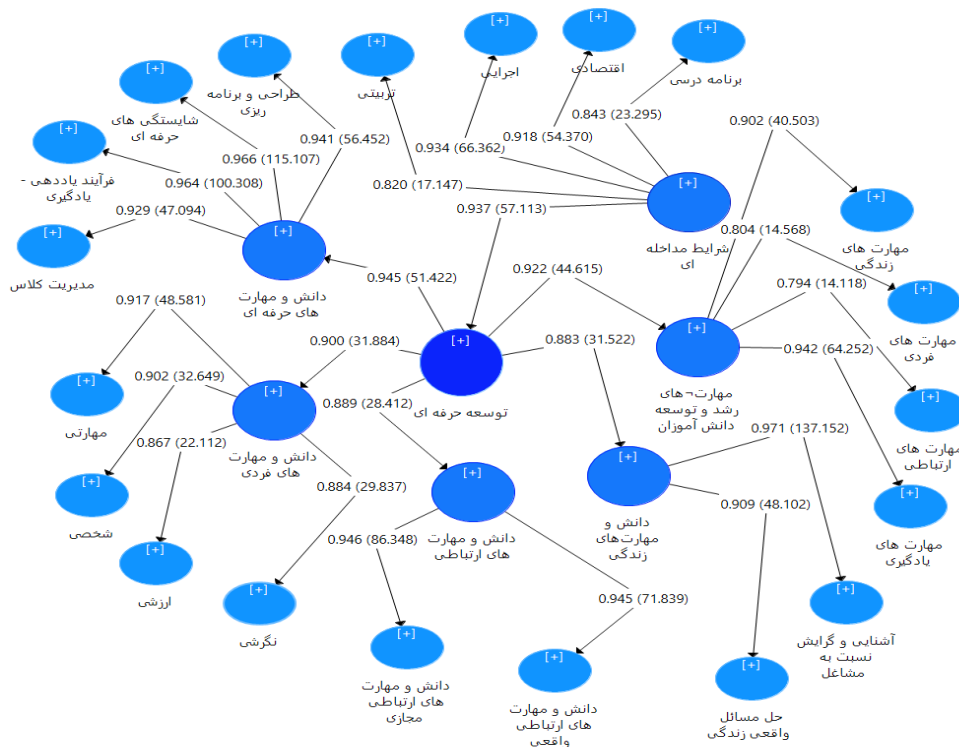 [+]
[+]
[+]
اجرایی
اقتصادی
برنامه درسی
[+]
[+]
[+]
طراحی و برنامه
ریزی
تربیتی
شایستگی های
حرفه ای
[+]
فرآیند یاددهی -
یادگیری
[+]
مدیریت کلاس
0.941 (56.452)
0.966 (115.107)
0.964 (100.308)
0.929 (47.094)
0.934 (66.362)
0.918 (54.370)
0.843 (23.295)
0.820 (17.147)
0.937 (57.113)
0.902 (40.503)
[+]
شرایط مداخله
ای
[+]
دانش و مهارت
های حرفه ای
[+]
مهارت های
زندگی
0.804 (14.568)
0.945 (51.422)
0.922 (44.615)
0.794 (14.118)
[+]
مهارت های
فردی
0.917 (48.581)
0.900 (31.884)
[+]
توسعه حرفه ای
0.883 (31.522)
[+]
مهارت¬های
رشد و توسعه
دانش آموزان
0.942 (64.252)
[+]
مهارتی
0.902 (32.649)
0.867 (22.112)
[+]
دانش و مهارت
های فردی
0.889 (28.412)
[+]
مهارت های
ارتباطی
0.971 (137.152)
[+]
شخصی
0.884 (29.837)
[+]
دانش و مهارت
های ارتباطی
[+]
دانش و
مهارت‌های
زندگی
0.909 (48.102)
[+]
مهارت های
یادگیری
[+]
ارزشی
[+]
نگرشی
0.946 (86.348)
0.945 (71.839)
[+]
آشنایی و گرایش
نسبت به
مشاغل
[+]
دانش و مهارت
های ارتباطی
مجازی
[+]
دانش و مهارت
های ارتباطی
واقعی
[+]
حل مسائل
واقعی زندگی